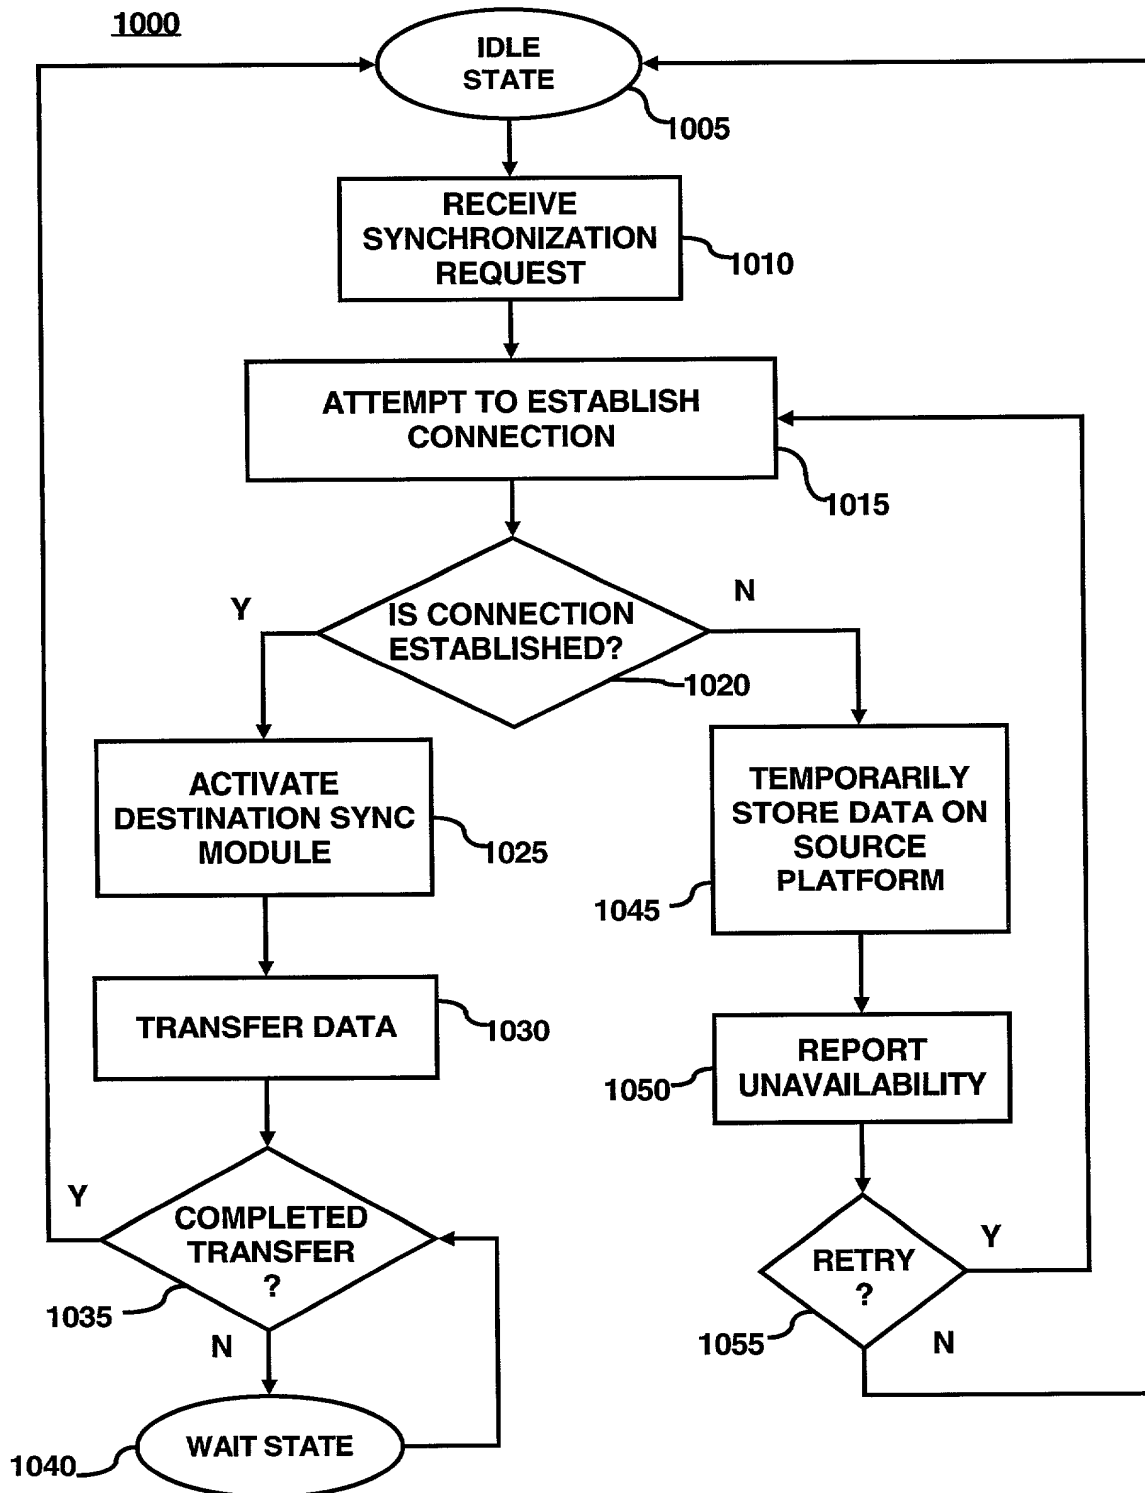 1000
IDLE
STATE
1005
RECEIVE
SYNCHRONIZATION
REQUEST
1010
ATTEMPT TO ESTABLISH
CONNECTION
1015
Y
N
IS CONNECTION
ESTABLISHED?
1020
ACTIVATE
DESTINATION SYNC
MODULE
1025
TEMPORARILY
STORE DATA ON
SOURCE
PLATFORM
1045
TRANSFER DATA
1030
REPORT
UNAVAILABILITY
1050
Y
COMPLETED
TRANSFER
?
1035
N
RETRY
?
Y
1055
N
WAIT STATE
1040